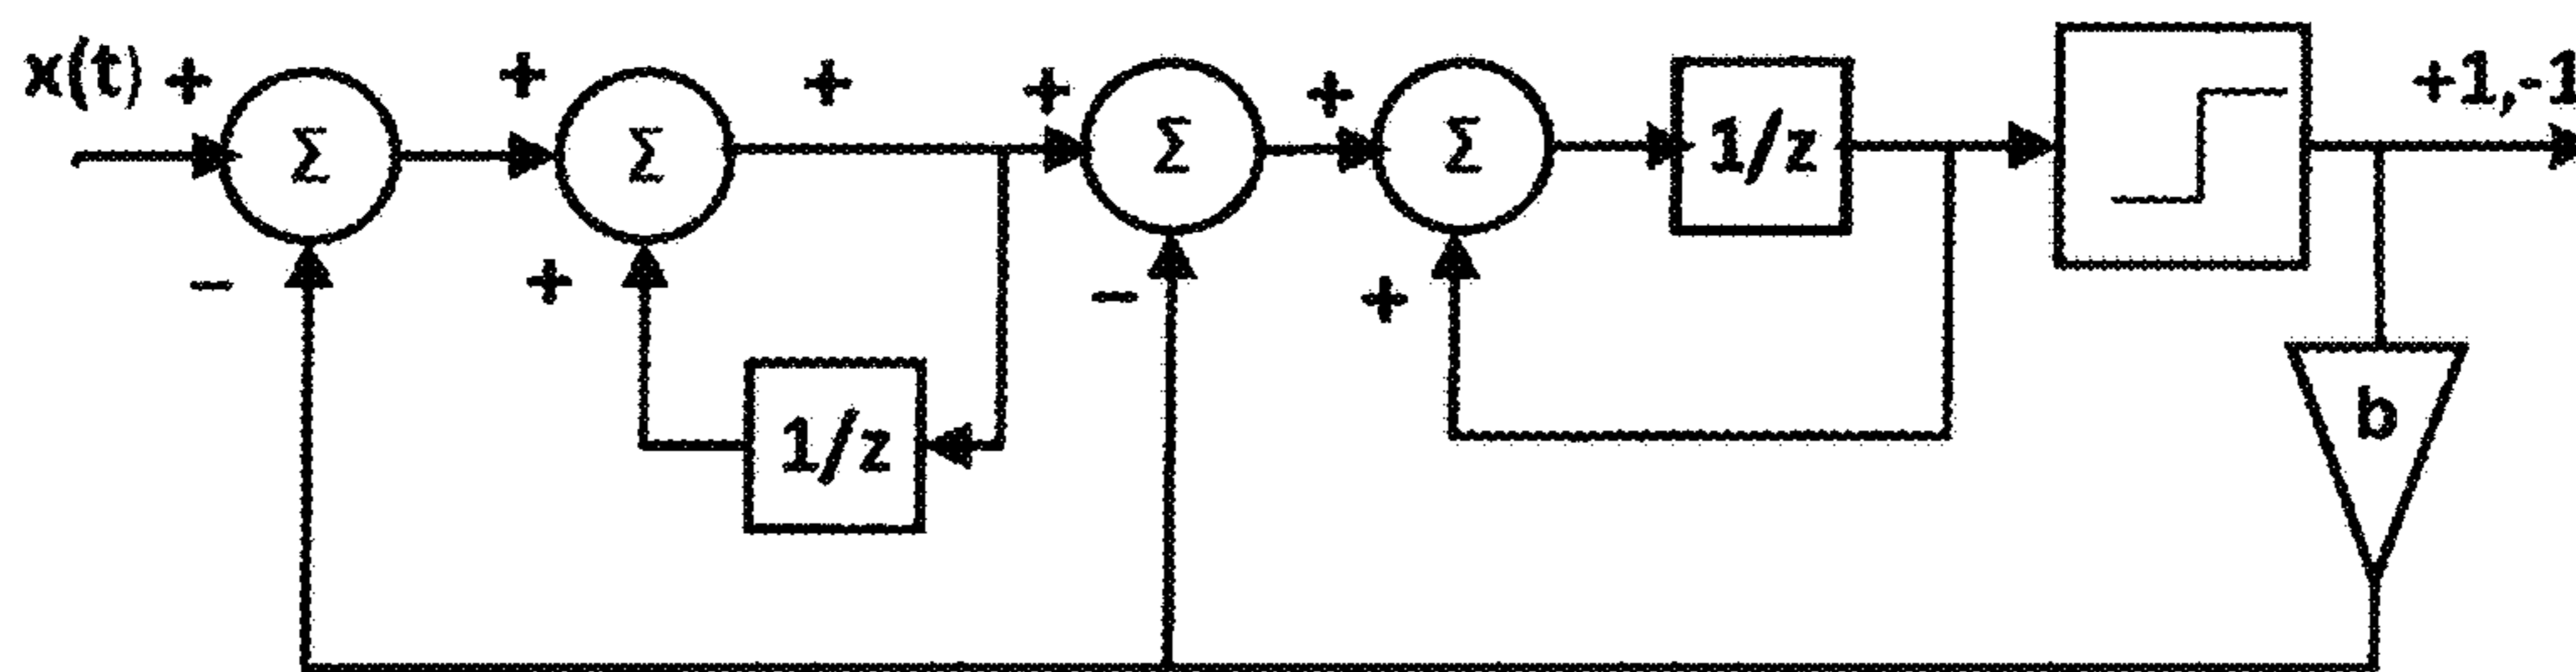 x(t) + + + + + +1,-1
Σ Σ Σ Σ 1/z
− + − +
1/z b